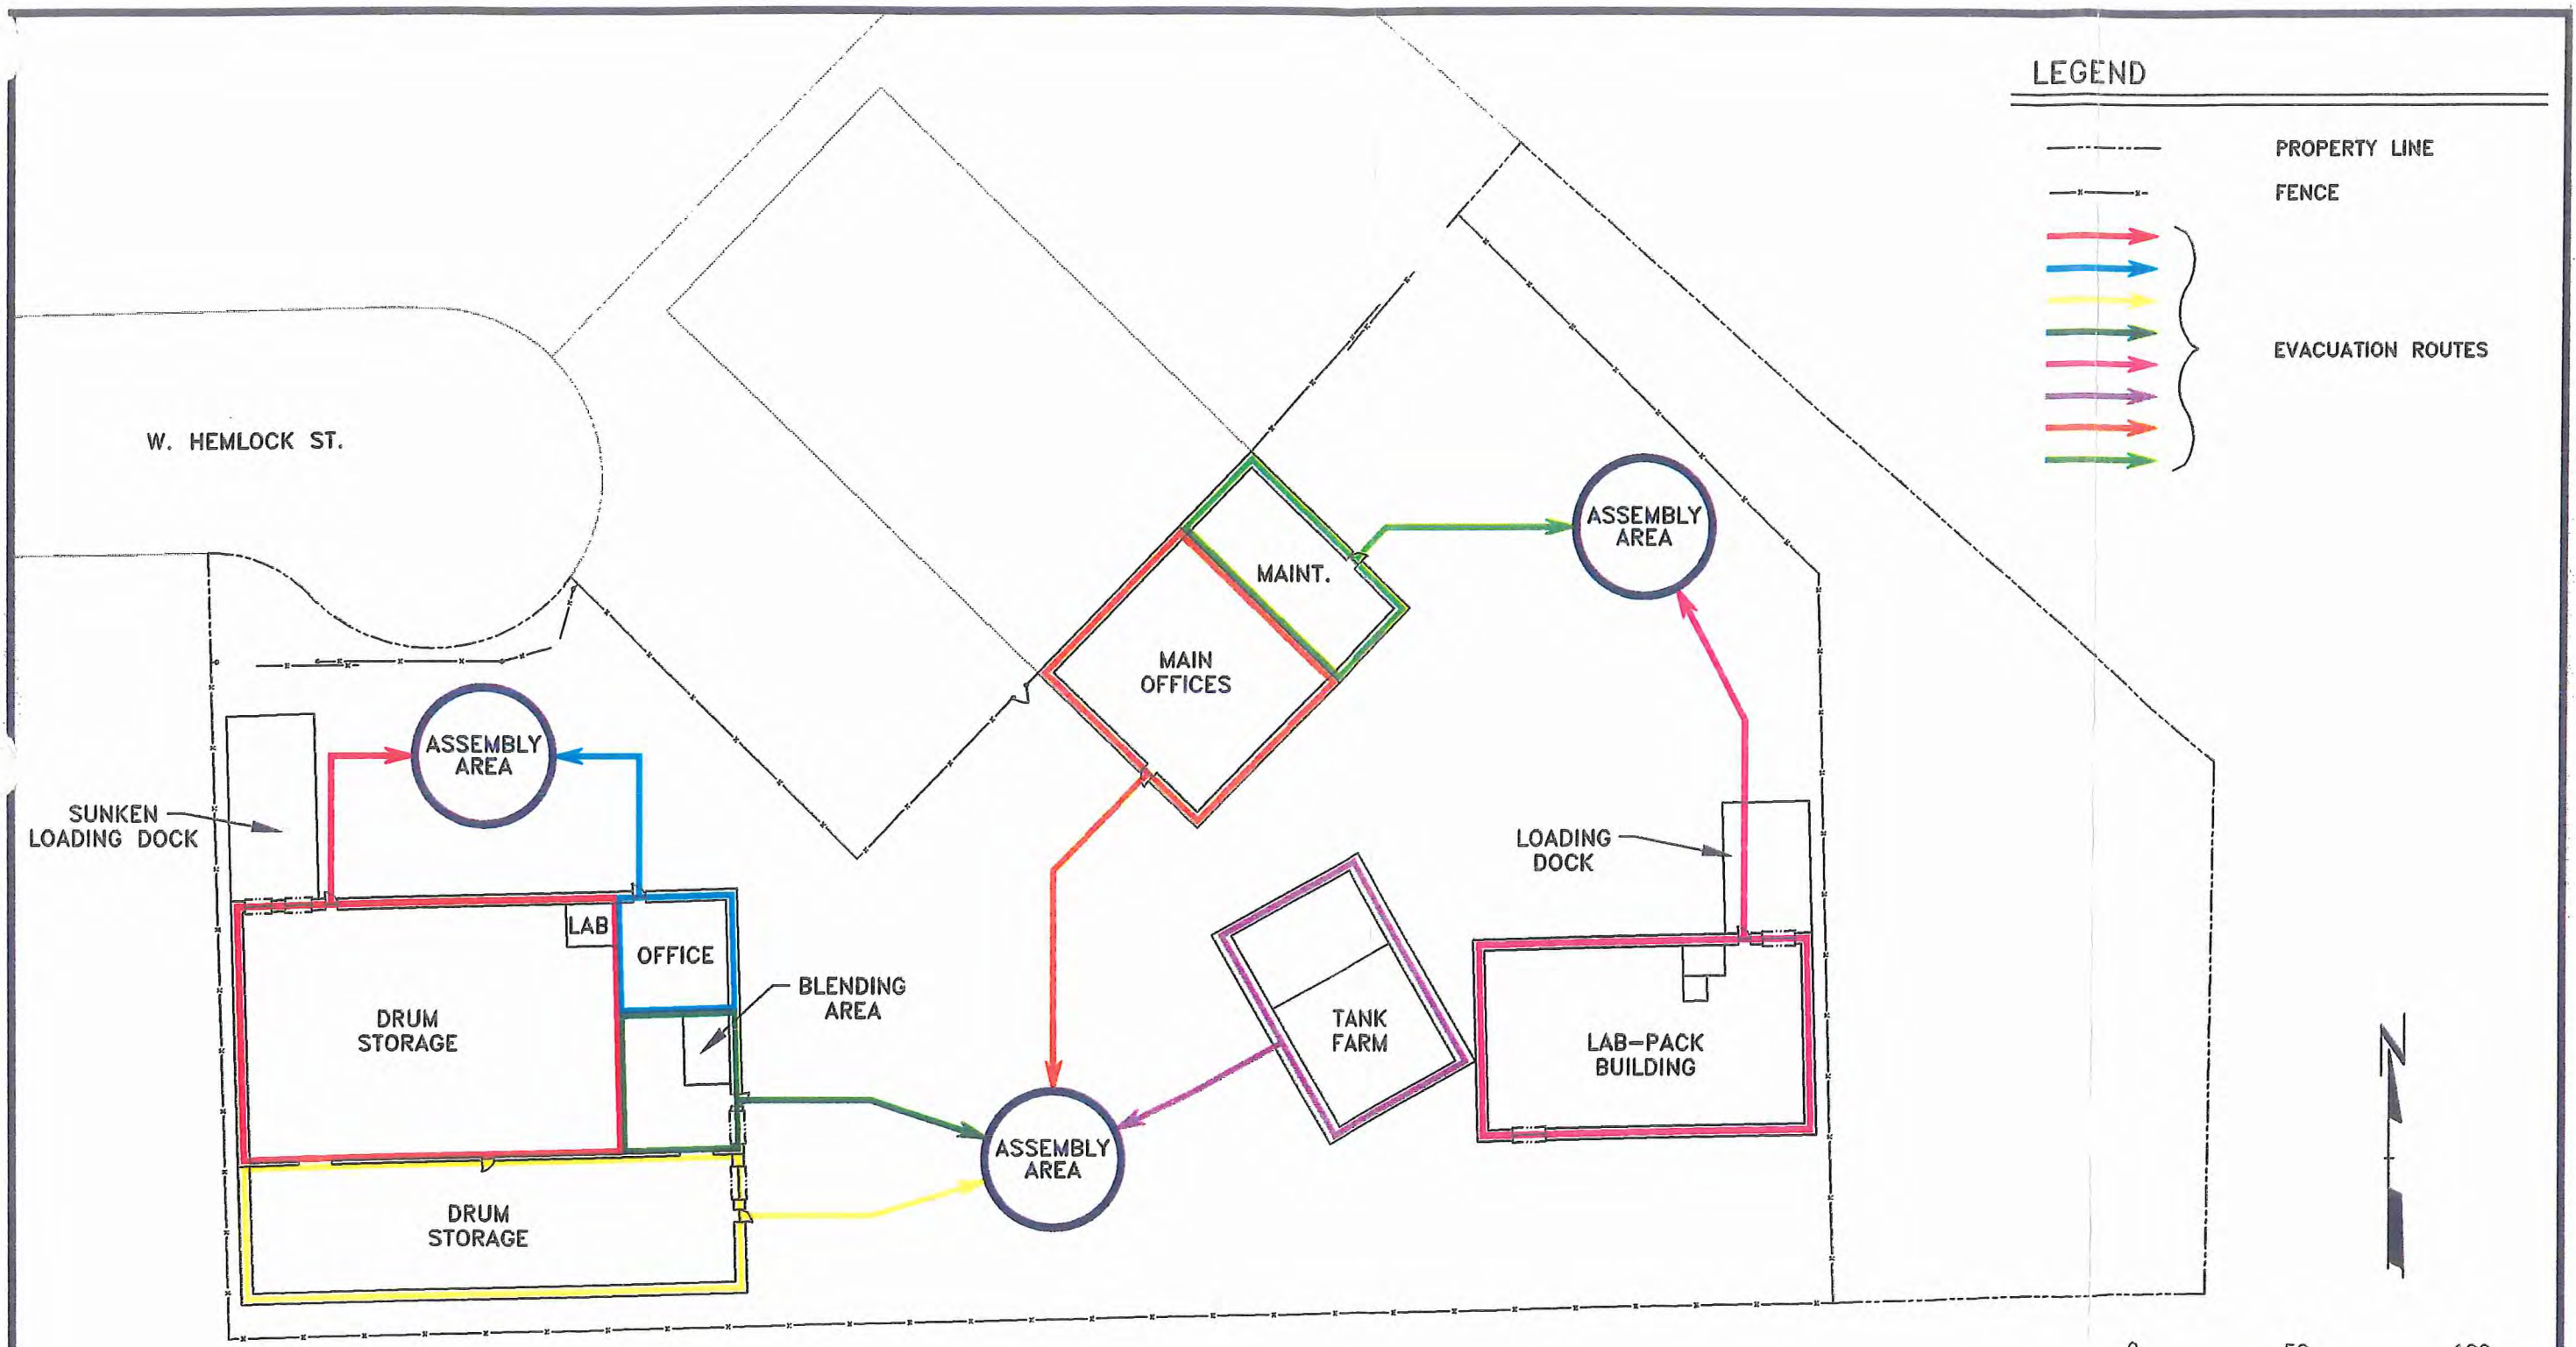 LEGEND
PROPERTY LINE
FENCE
EVACUATION ROUTES
W. HEMLOCK ST.
ASSEMBLY
AREA
MAINT.
MAIN
OFFICES
ASSEMBLY
AREA
SUNKEN
LOADING DOCK
LOADING
DOCK
LAB
OFFICE
BLENDING
AREA
DRUM
STORAGE
TANK
FARM
LAB-PACK
BUILDING
ASSEMBLY
AREA
DRUM
STORAGE
N